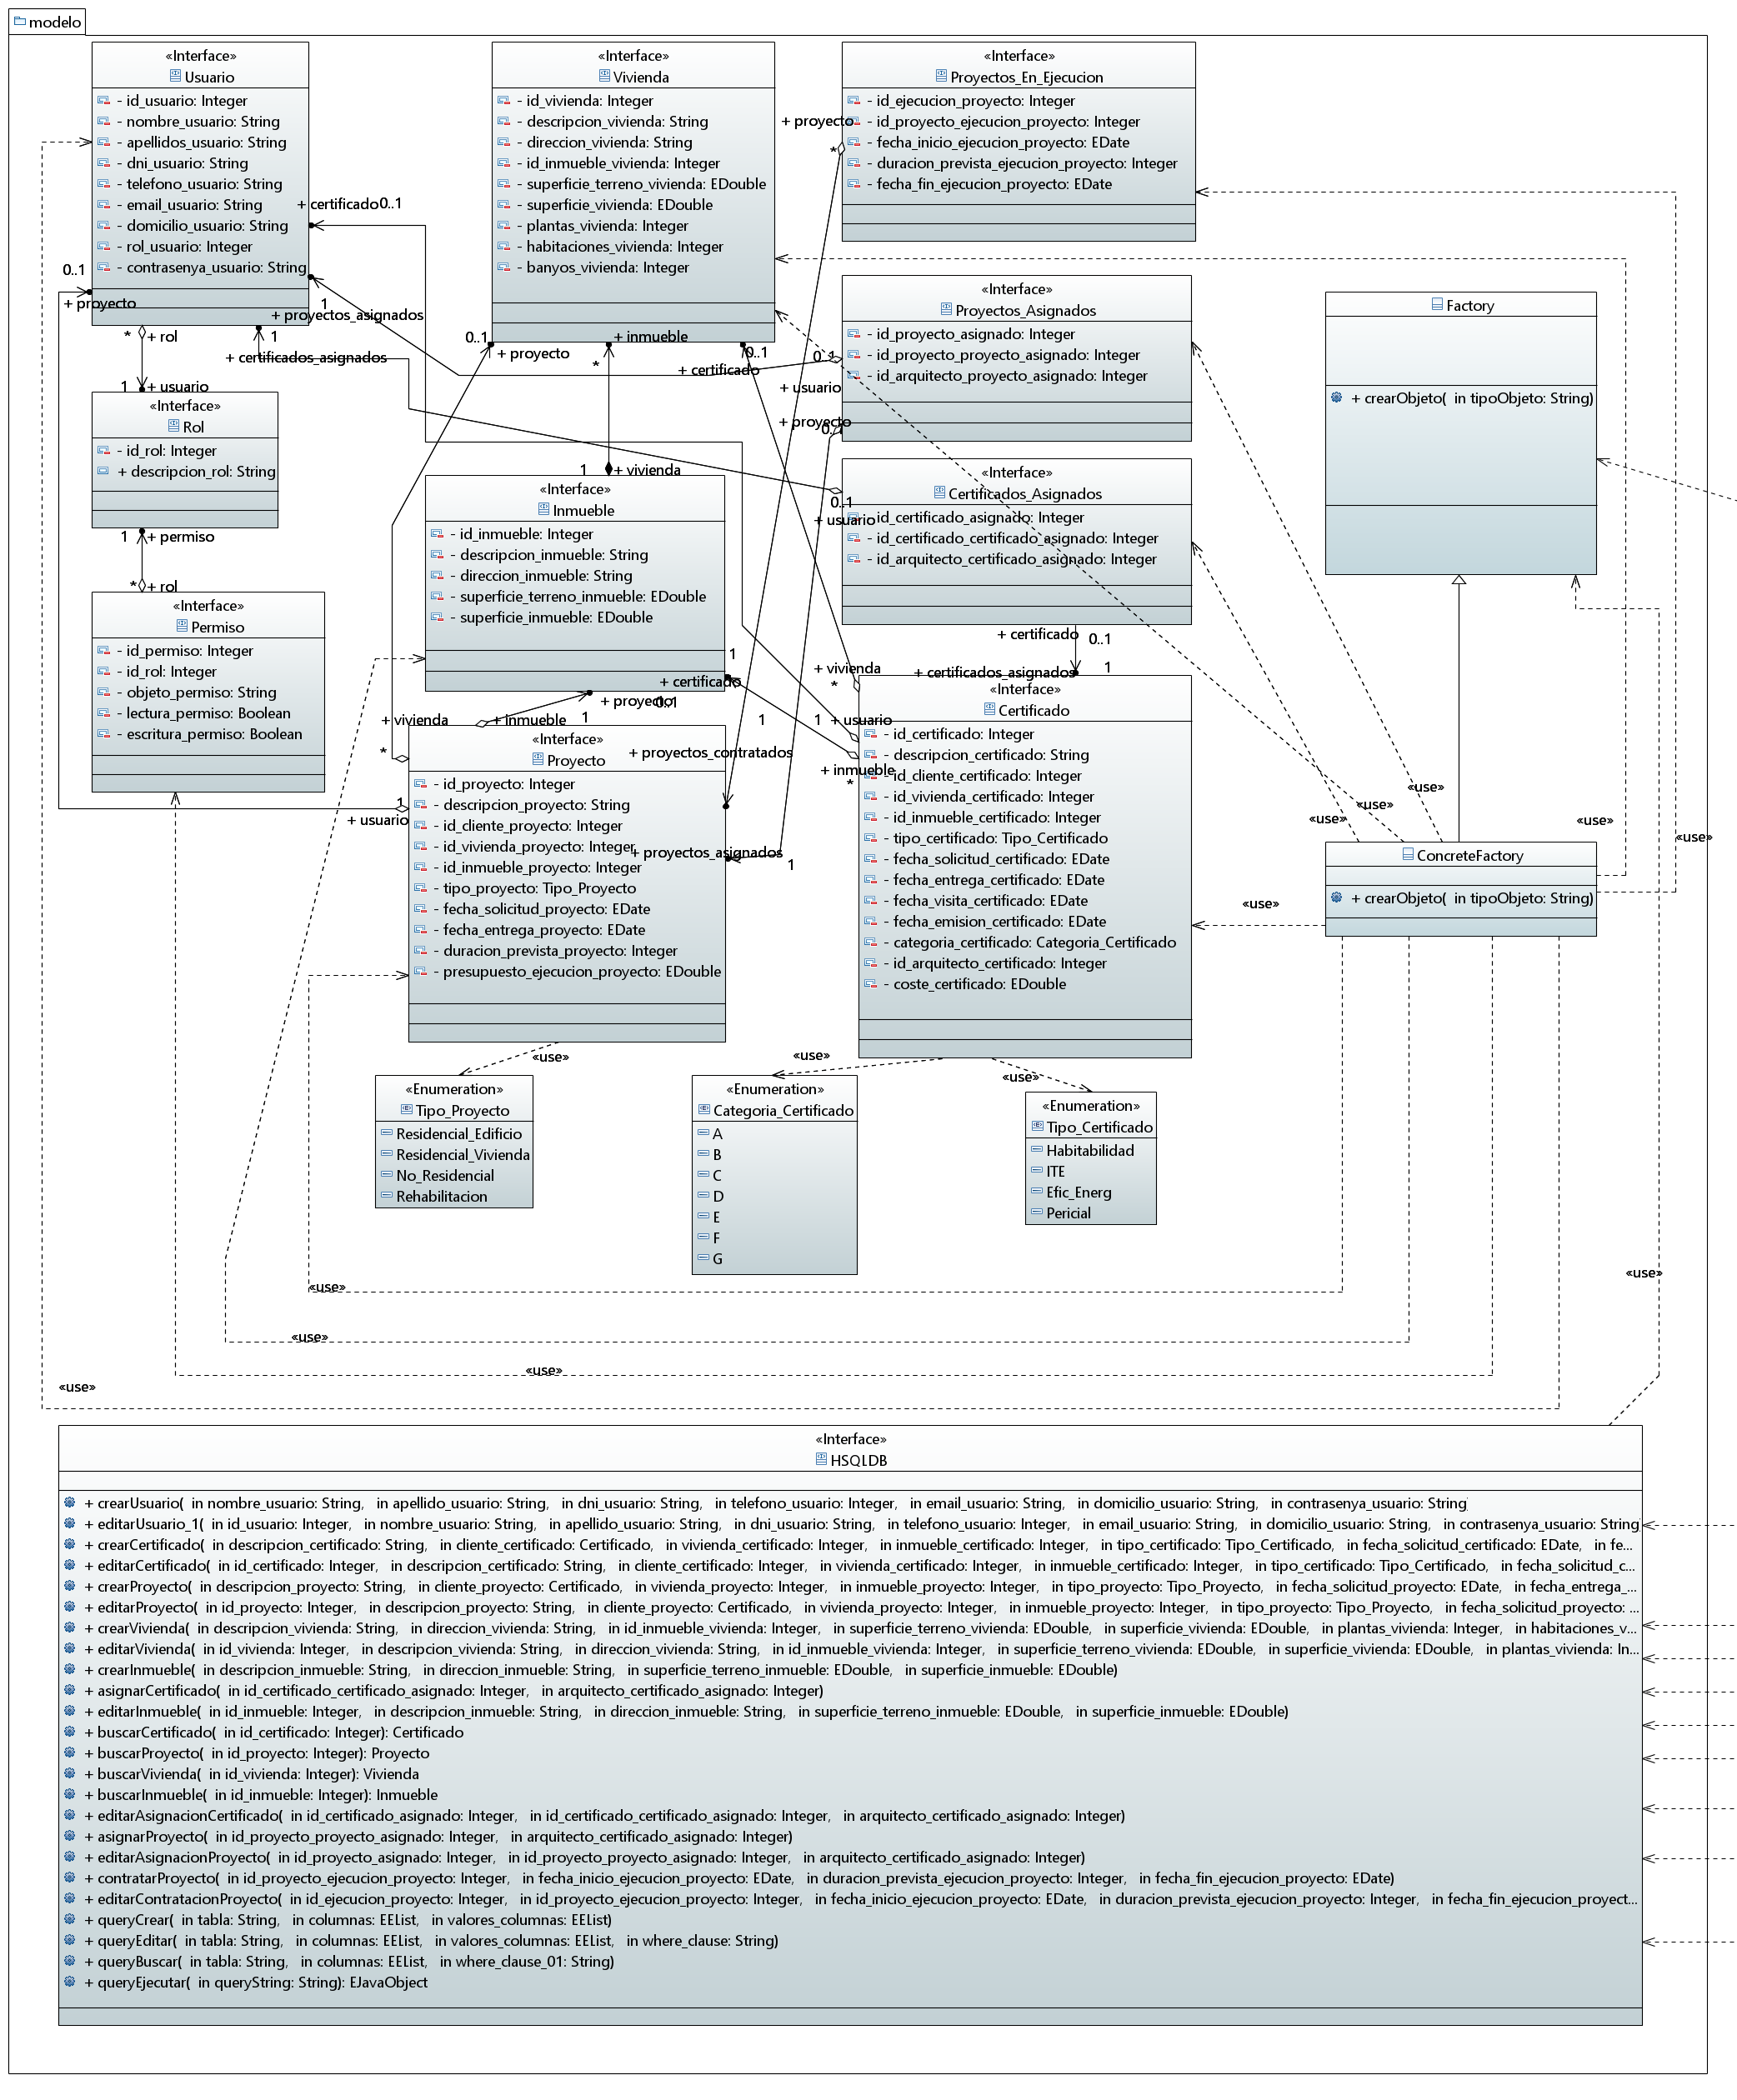 modelo
«Interface»
Usuario
- id_usuario: Integer
- nombre_usuario: String
- apellidos_usuario: String
- dni_usuario: String
- telefono_usuario: String
- email_usuario: String
- domicilio_usuario: String
- rol_usuario: Integer
- contrasenya_usuario: String
«Interface»
Vivienda
- id_vivienda: Integer
- descripcion_vivienda: String
- direccion_vivienda: String
- id_inmueble_vivienda: Integer
- superficie_terreno_vivienda: EDouble
- superficie_vivienda: EDouble
- plantas_vivienda: Integer
- habitaciones_vivienda: Integer
- banyos_vivienda: Integer
«Interface»
Proyectos_En_Ejecucion
- id_ejecucion_proyecto: Integer
- id_proyecto_ejecucion_proyecto: Integer
- fecha_inicio_ejecucion_proyecto: EDate
- duracion_prevista_ejecucion_proyecto: Integer
- fecha_fin_ejecucion_proyecto: EDate
+ proyecto
*
+ certificado
0..1
0..1
+ proyecto
1
+ proyectos_asignados
*
+ rol
1
+ certificados_asignados
1
+ usuario
0..1
+ proyecto
+ inmueble
*
0..1
+ certificado
0..1
+ usuario
+ proyecto
0..1
«Interface»
Proyectos_Asignados
- id_proyecto_asignado: Integer
- id_proyecto_proyecto_asignado: Integer
- id_arquitecto_proyecto_asignado: Integer
Factory
+ crearObjeto( in tipoObjeto: String)
«Interface»
Rol
- id_rol: Integer
+ descripcion_rol: String
1
+ permiso
*
+ rol
1
+ vivienda
«Interface»
Certificados_Asignados
- id_certificado_asignado: Integer
- id_certificado_certificado_asignado: Integer
- id_arquitecto_certificado_asignado: Integer
0..1
+ usuario
«Interface»
Inmueble
- id_inmueble: Integer
- descripcion_inmueble: String
- direccion_inmueble: String
- superficie_terreno_inmueble: EDouble
- superficie_inmueble: EDouble
«Interface»
Permiso
- id_permiso: Integer
- id_rol: Integer
- objeto_permiso: String
- lectura_permiso: Boolean
- escritura_permiso: Boolean
+ certificado
0..1
+ certificados_asignados
1
1
+ certificado
+ vivienda
*
+ proyecto
0..1
+ vivienda
*
+ inmueble
1
1
1
+ usuario
+ proyectos_contratados
+ inmueble
*
1
+ usuario
+ proyectos_asignados
1
«Interface»
Proyecto
- id_proyecto: Integer
- descripcion_proyecto: String
- id_cliente_proyecto: Integer
- id_vivienda_proyecto: Integer
- id_inmueble_proyecto: Integer
- tipo_proyecto: Tipo_Proyecto
- fecha_solicitud_proyecto: EDate
- fecha_entrega_proyecto: EDate
- duracion_prevista_proyecto: Integer
- presupuesto_ejecucion_proyecto: EDouble
«Interface»
Certificado
- id_certificado: Integer
- descripcion_certificado: String
- id_cliente_certificado: Integer
- id_vivienda_certificado: Integer
- id_inmueble_certificado: Integer
- tipo_certificado: Tipo_Certificado
- fecha_solicitud_certificado: EDate
- fecha_entrega_certificado: EDate
- fecha_visita_certificado: EDate
- fecha_emision_certificado: EDate
- categoria_certificado: Categoria_Certificado
- id_arquitecto_certificado: Integer
- coste_certificado: EDouble
«use»
«use»
«use»
«use»
«use»
«use»
ConcreteFactory
+ crearObjeto( in tipoObjeto: String)
«use»
«use»
«use»
«Enumeration»
Tipo_Proyecto
Residencial_Edificio
Residencial_Vivienda
No_Residencial
Rehabilitacion
«Enumeration»
Categoria_Certificado
A
B
C
D
E
F
G
«Enumeration»
Tipo_Certificado
Habitabilidad
ITE
Efic_Energ
Pericial
«use»
«use»
«use»
«use»
«use»
«Interface»
HSQLDB
+ crearUsuario( in nombre_usuario: String, in apellido_usuario: String, in dni_usuario: String, in telefono_usuario: Integer, in email_usuario: String, in domicilio_usuario: String, in contrasenya_usuario: String
+ editarUsuario_1( in id_usuario: Integer, in nombre_usuario: String, in apellido_usuario: String, in dni_usuario: String, in telefono_usuario: Integer, in email_usuario: String, in domicilio_usuario: String, in contrasenya_usuario: String
+ crearCertificado( in descripcion_certificado: String, in cliente_certificado: Certificado, in vivienda_certificado: Integer, in inmueble_certificado: Integer, in tipo_certificado: Tipo_Certificado, in fecha_solicitud_certificado: EDate, in fe...
+ editarCertificado( in id_certificado: Integer, in descripcion_certificado: String, in cliente_certificado: Integer, in vivienda_certificado: Integer, in inmueble_certificado: Integer, in tipo_certificado: Tipo_Certificado, in fecha_solicitud_c...
+ crearProyecto( in descripcion_proyecto: String, in cliente_proyecto: Certificado, in vivienda_proyecto: Integer, in inmueble_proyecto: Integer, in tipo_proyecto: Tipo_Proyecto, in fecha_solicitud_proyecto: EDate, in fecha_entrega_...
+ editarProyecto( in id_proyecto: Integer, in descripcion_proyecto: String, in cliente_proyecto: Certificado, in vivienda_proyecto: Integer, in inmueble_proyecto: Integer, in tipo_proyecto: Tipo_Proyecto, in fecha_solicitud_proyecto: ...
+ crearVivienda( in descripcion_vivienda: String, in direccion_vivienda: String, in id_inmueble_vivienda: Integer, in superficie_terreno_vivienda: EDouble, in superficie_vivienda: EDouble, in plantas_vivienda: Integer, in habitaciones_v...
+ editarVivienda( in id_vivienda: Integer, in descripcion_vivienda: String, in direccion_vivienda: String, in id_inmueble_vivienda: Integer, in superficie_terreno_vivienda: EDouble, in superficie_vivienda: EDouble, in plantas_vivienda: In...
+ crearInmueble( in descripcion_inmueble: String, in direccion_inmueble: String, in superficie_terreno_inmueble: EDouble, in superficie_inmueble: EDouble)
+ asignarCertificado( in id_certificado_certificado_asignado: Integer, in arquitecto_certificado_asignado: Integer)
+ editarInmueble( in id_inmueble: Integer, in descripcion_inmueble: String, in direccion_inmueble: String, in superficie_terreno_inmueble: EDouble, in superficie_inmueble: EDouble)
+ buscarCertificado( in id_certificado: Integer): Certificado
+ buscarProyecto( in id_proyecto: Integer): Proyecto
+ buscarVivienda( in id_vivienda: Integer): Vivienda
+ buscarInmueble( in id_inmueble: Integer): Inmueble
+ editarAsignacionCertificado( in id_certificado_asignado: Integer, in id_certificado_certificado_asignado: Integer, in arquitecto_certificado_asignado: Integer)
+ asignarProyecto( in id_proyecto_proyecto_asignado: Integer, in arquitecto_certificado_asignado: Integer)
+ editarAsignacionProyecto( in id_proyecto_asignado: Integer, in id_proyecto_proyecto_asignado: Integer, in arquitecto_certificado_asignado: Integer)
+ contratarProyecto( in id_proyecto_ejecucion_proyecto: Integer, in fecha_inicio_ejecucion_proyecto: EDate, in duracion_prevista_ejecucion_proyecto: Integer, in fecha_fin_ejecucion_proyecto: EDate)
+ editarContratacionProyecto( in id_ejecucion_proyecto: Integer, in id_proyecto_ejecucion_proyecto: Integer, in fecha_inicio_ejecucion_proyecto: EDate, in duracion_prevista_ejecucion_proyecto: Integer, in fecha_fin_ejecucion_proyect...
+ queryCrear( in tabla: String, in columnas: EEList, in valores_columnas: EEList)
+ queryEditar( in tabla: String, in columnas: EEList, in valores_columnas: EEList, in where_clause: String)
+ queryBuscar( in tabla: String, in columnas: EEList, in where_clause_01: String)
+ queryEjecutar( in queryString: String): EJavaObject